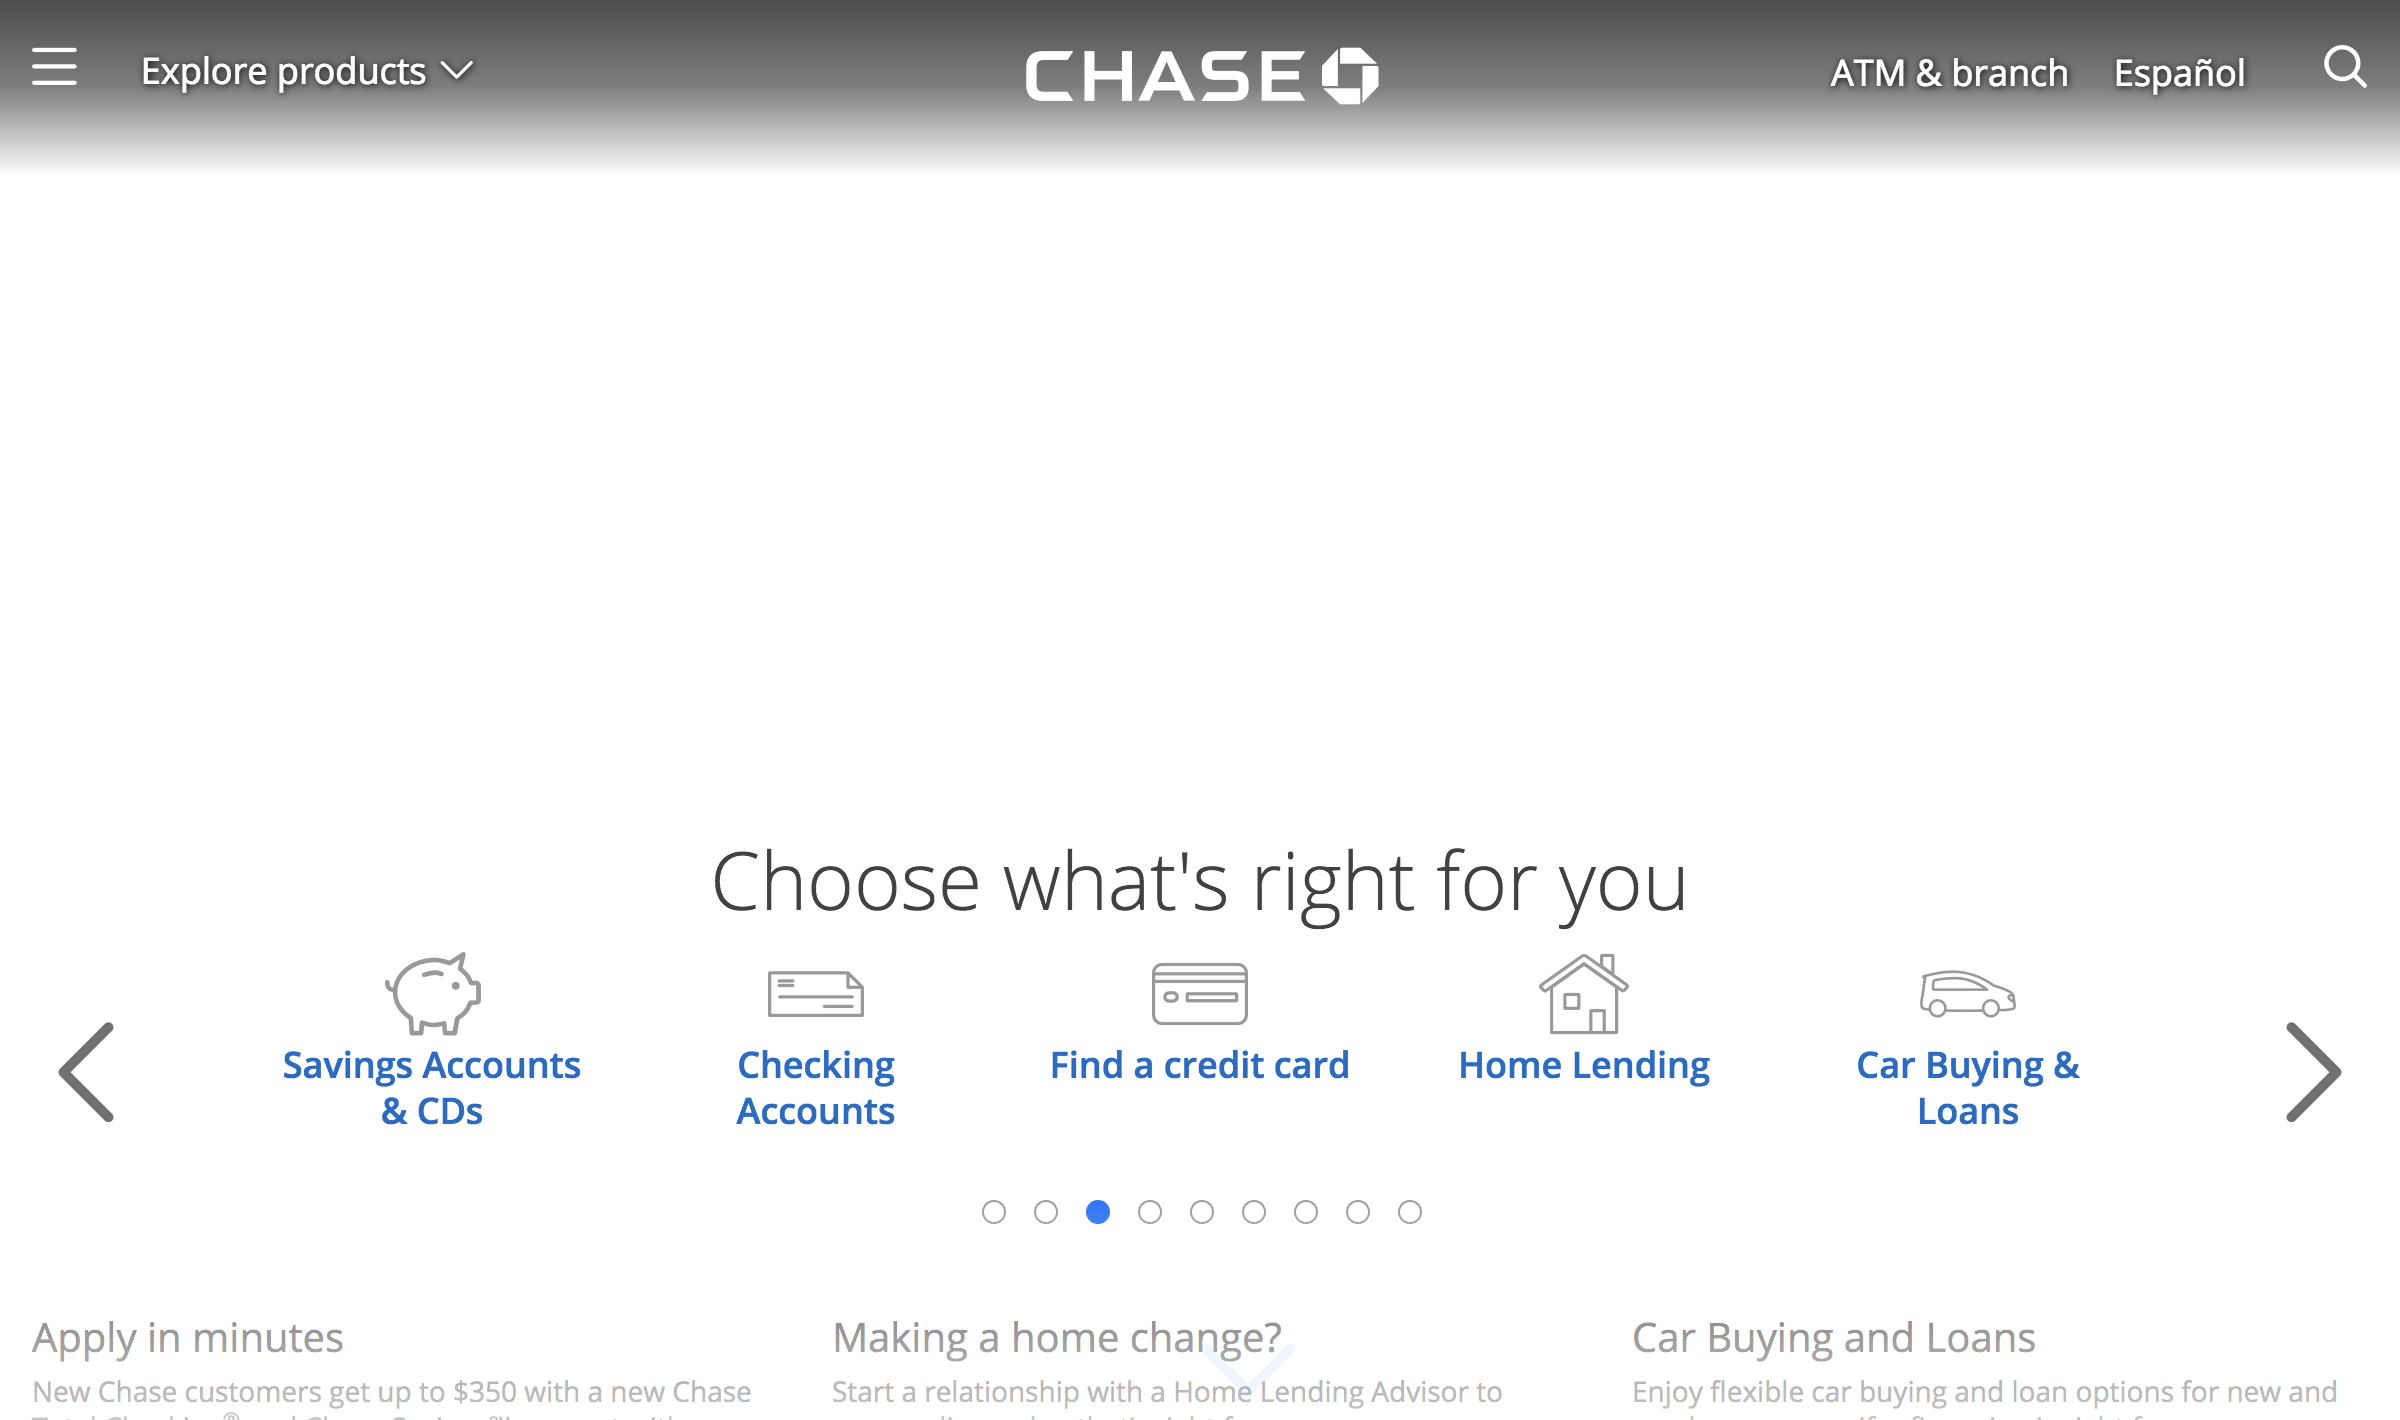 Explore products
CHASE
ATM & branch
Español
Choose what's right for you
Savings Accounts
& CDs
Checking
Accounts
Find a credit card
Home Lending
Car Buying &
Loans
Apply in minutes
New Chase customers get up to $350 with a new Chase
Making a home change?
Start a relationship with a Home Lending Advisor to
Car Buying and Loans
Enjoy flexible car buying and loan options for new and